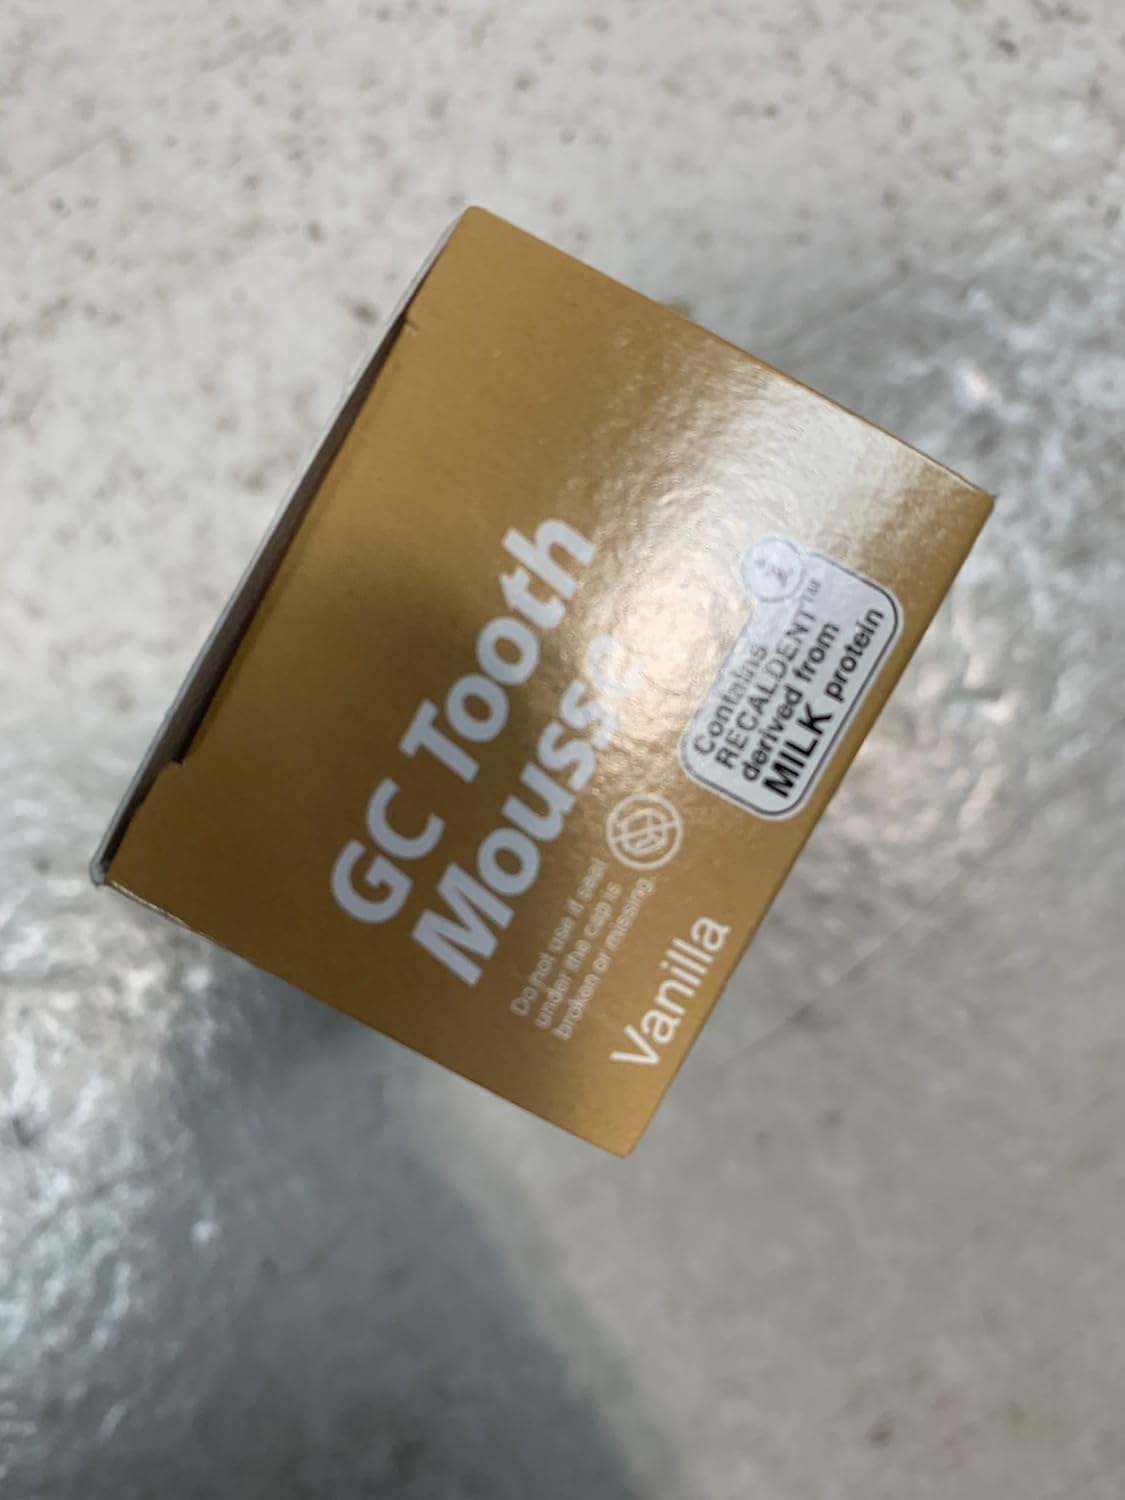 GC Tooth
Mousse
Do not use if seal
under the cap is
broken or missing.
Vanilla
Contains
RECALDENT™
derived from
MILK protein